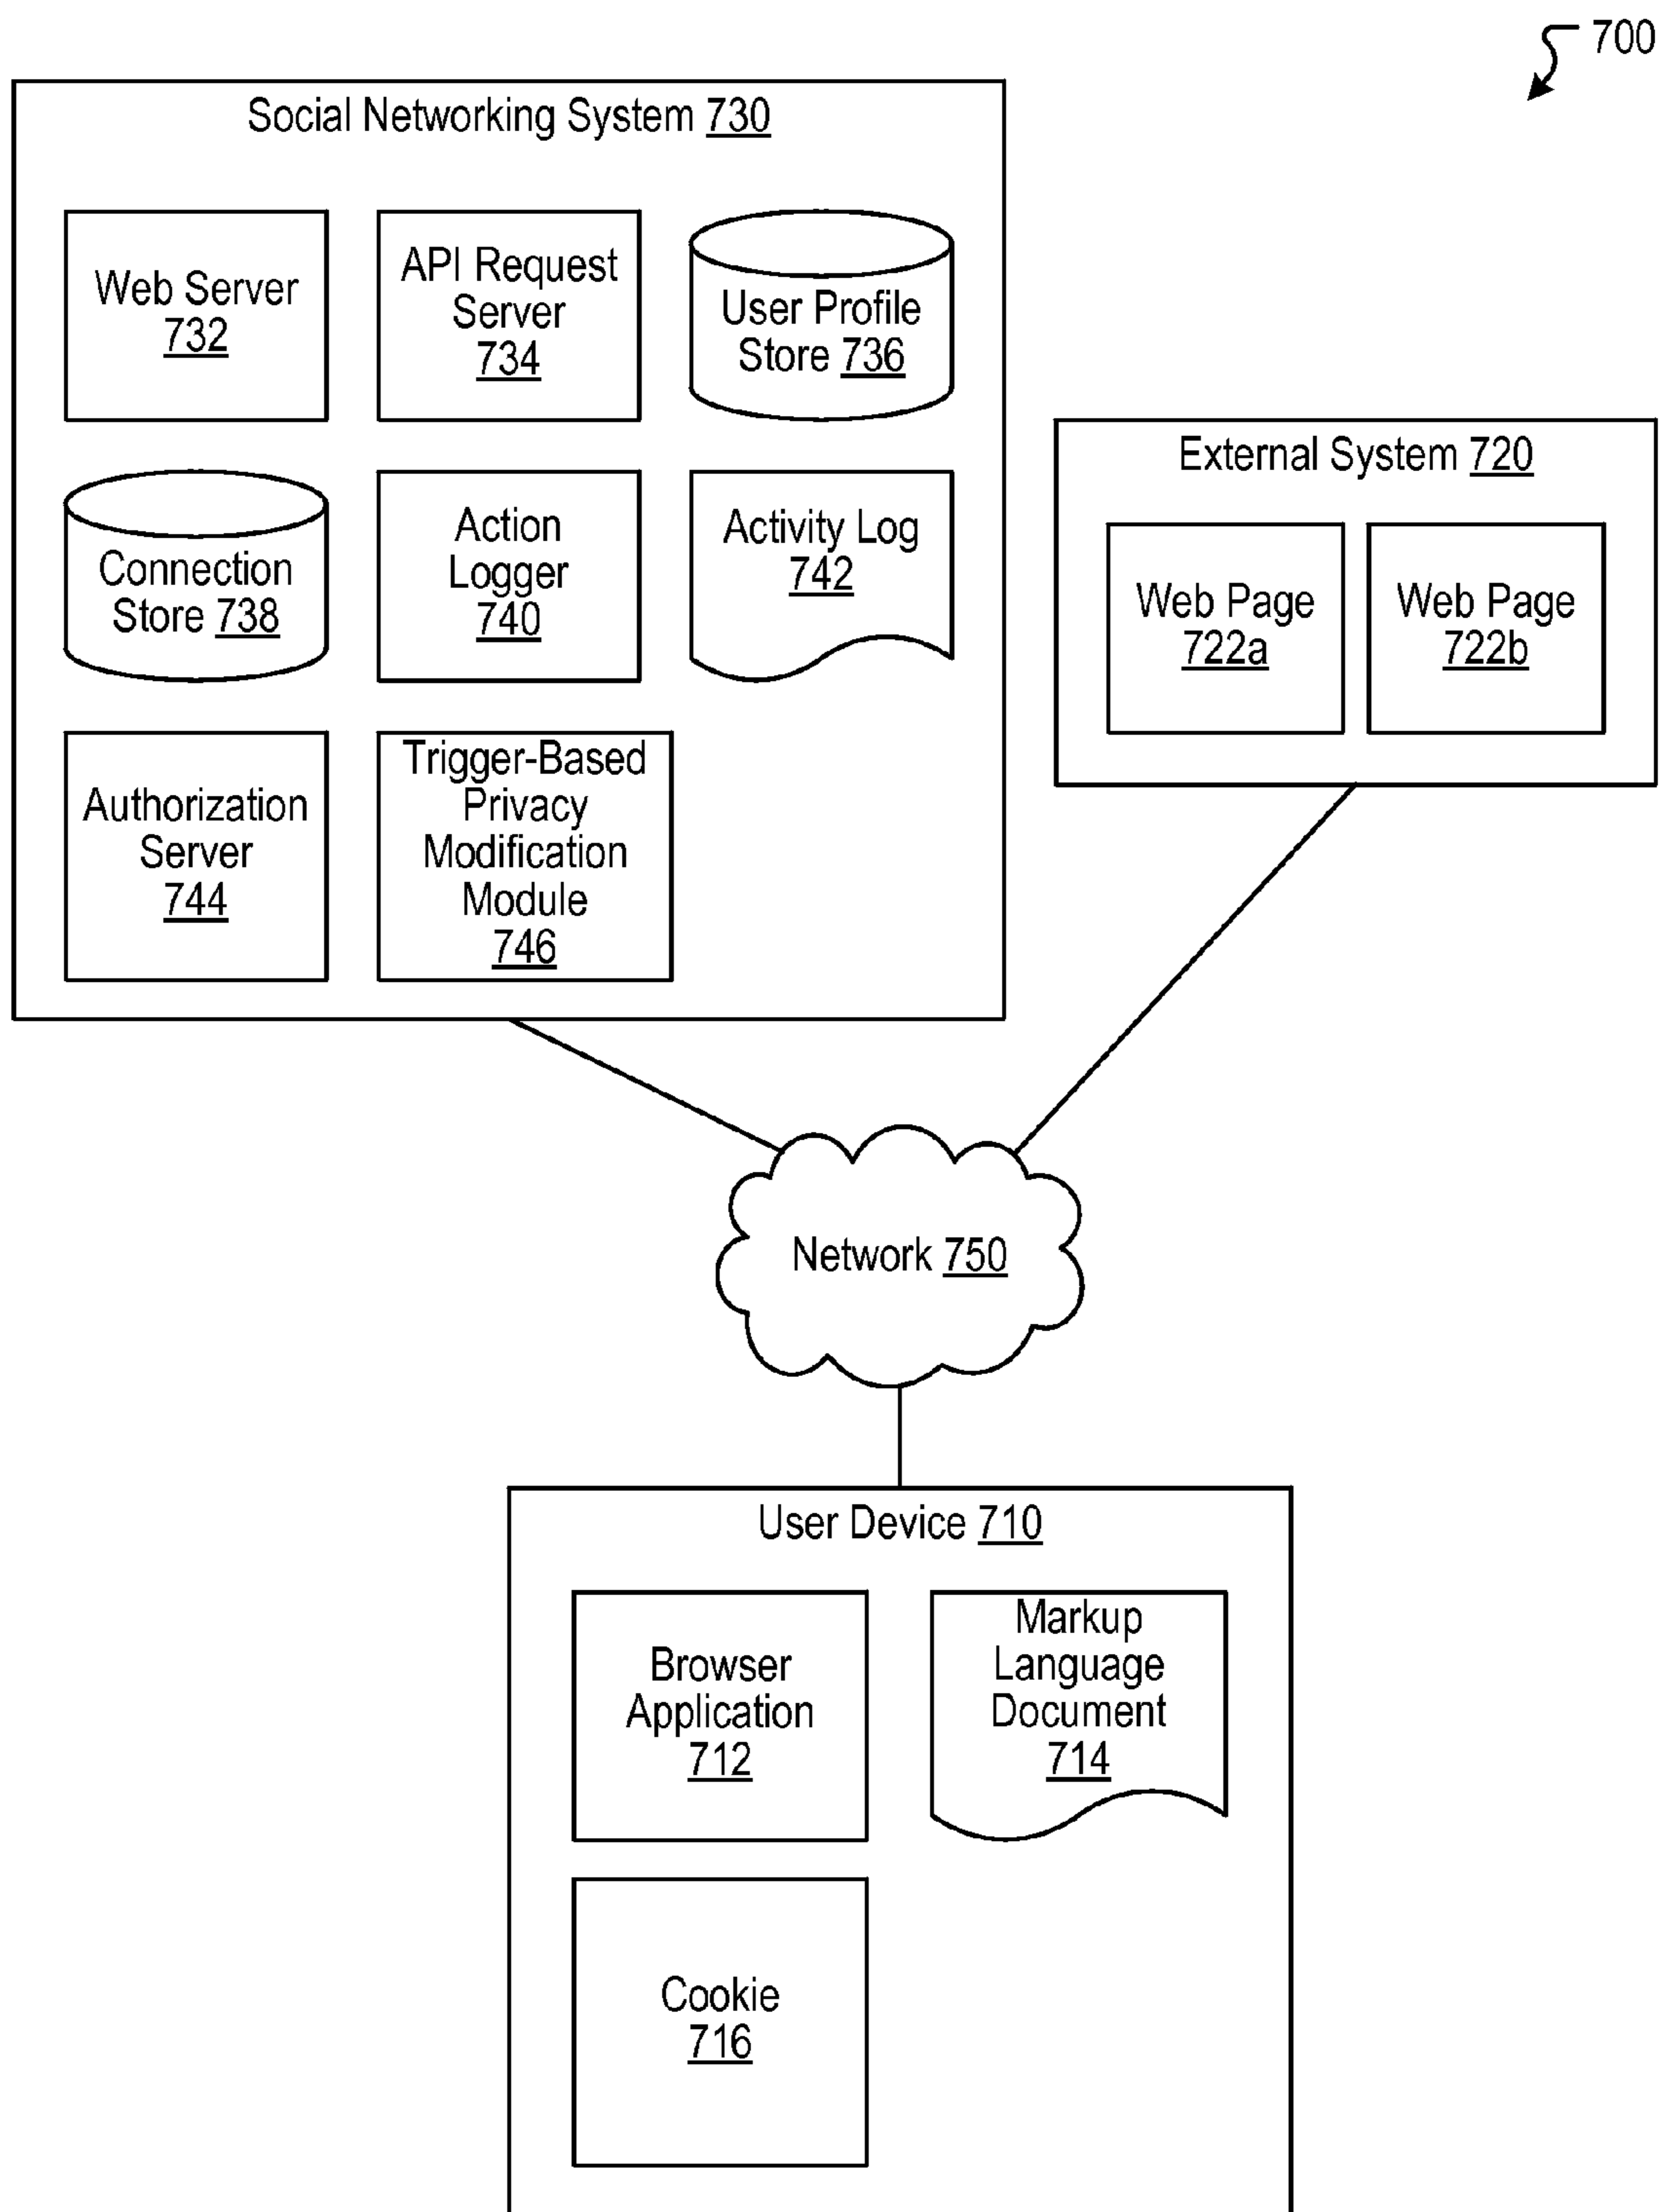 700
Social Networking System 730
Web Server
732
API Request
Server
734
User Profile
Store 736
Connection
Store 738
Action
Logger
740
Activity Log
742
Authorization
Server
744
Trigger-Based
Privacy
Modification
Module
746
External System 720
Web Page
722a
Web Page
722b
Network 750
User Device 710
Browser
Application
712
Markup
Language
Document
714
Cookie
716